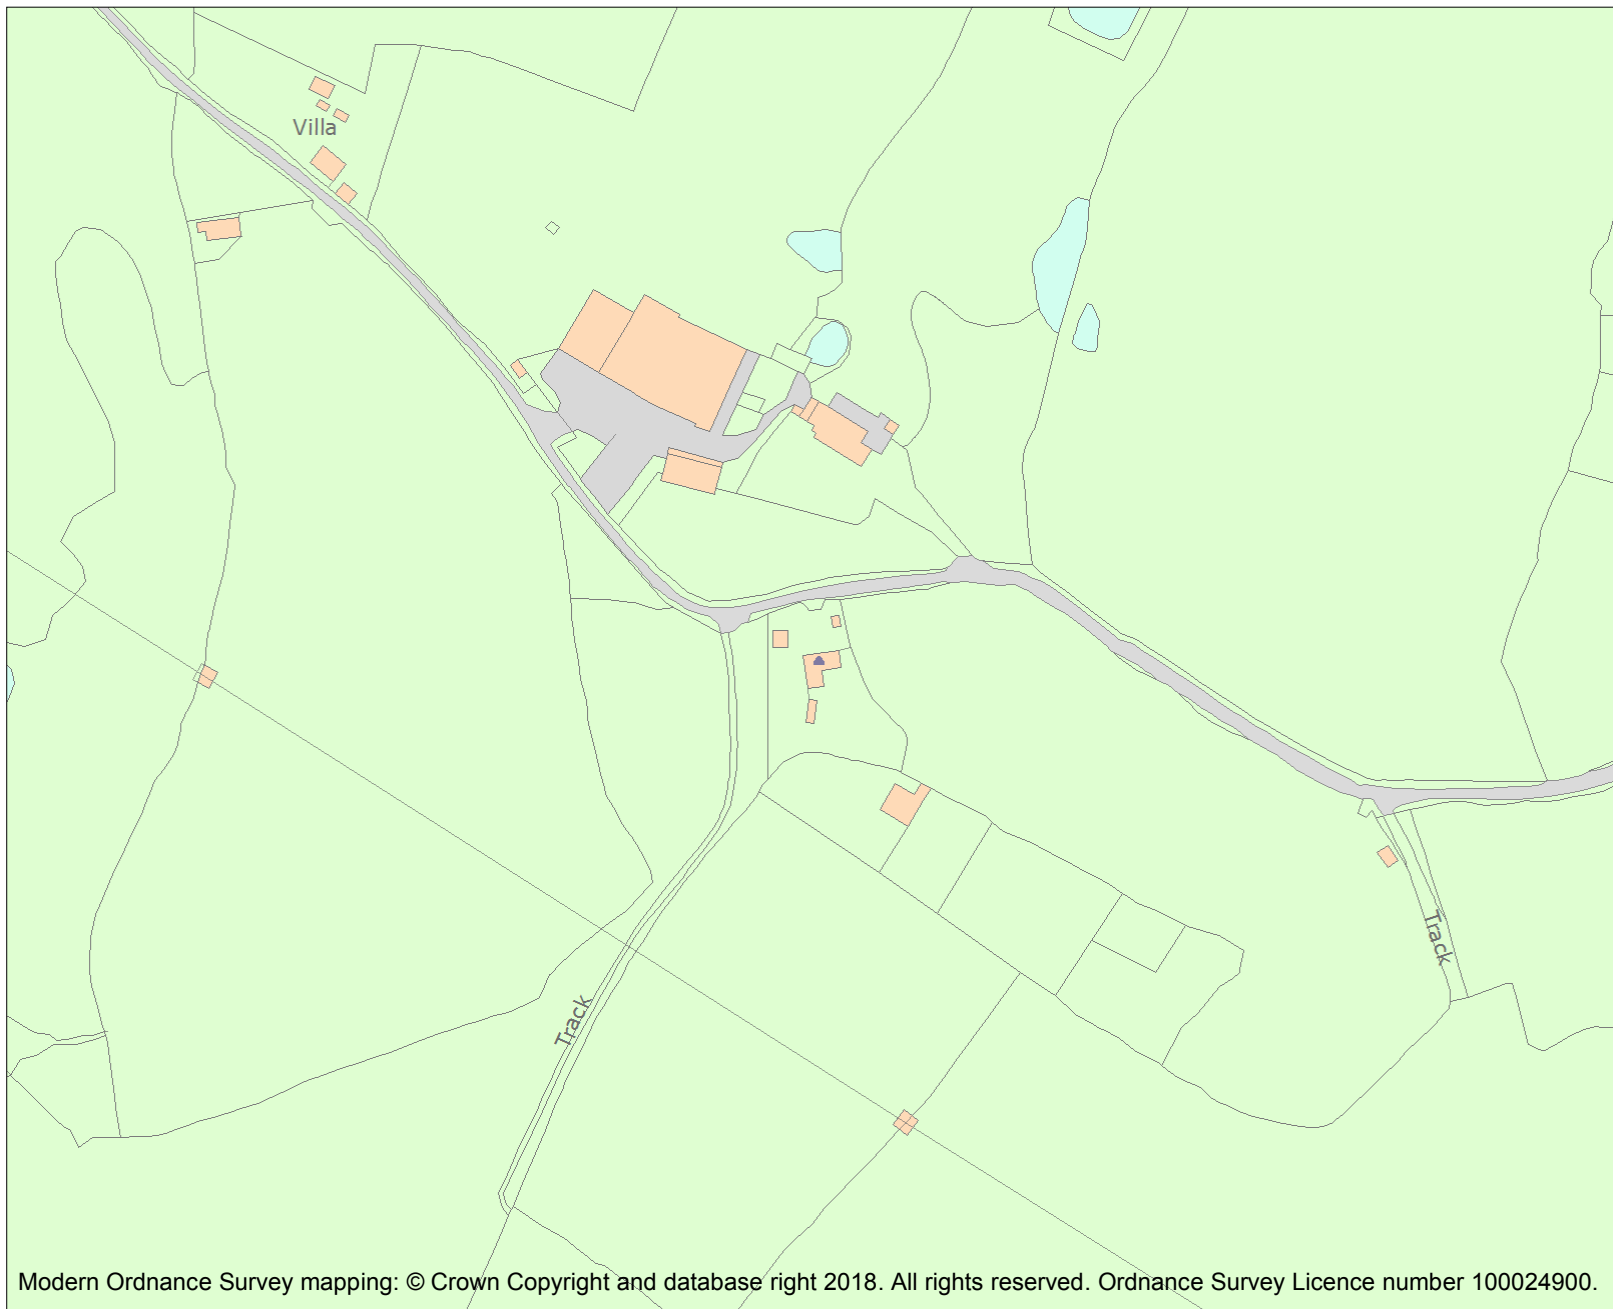 Villa
Track
Track
Modern Ordnance Survey mapping: © Crown Copyright and database right 2018. All rights reserved. Ordnance Survey Licence number 100024900.